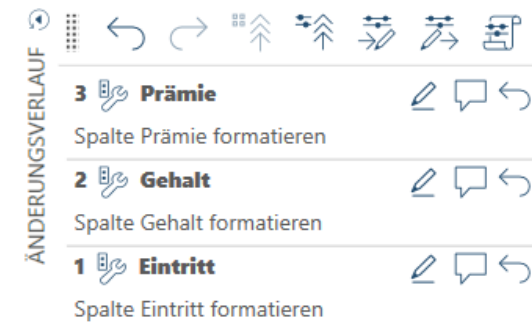 ÄNDERUNGSVERLAUF
3 Prämie
Spalte Prämie formatieren
2 Gehalt
Spalte Gehalt formatieren
1 Eintritt
Spalte Eintritt formatieren